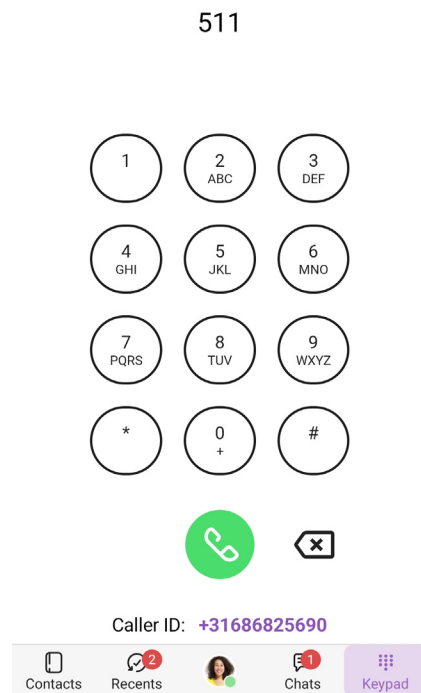 511
1 2 3
ABC DEF
4 5 6
GHI JKL MNO
7 8 9
PQRS TUV WXYZ
* 0 #
+
Caller ID: +31686825690
2 1
Contacts Recents Chats Keypad